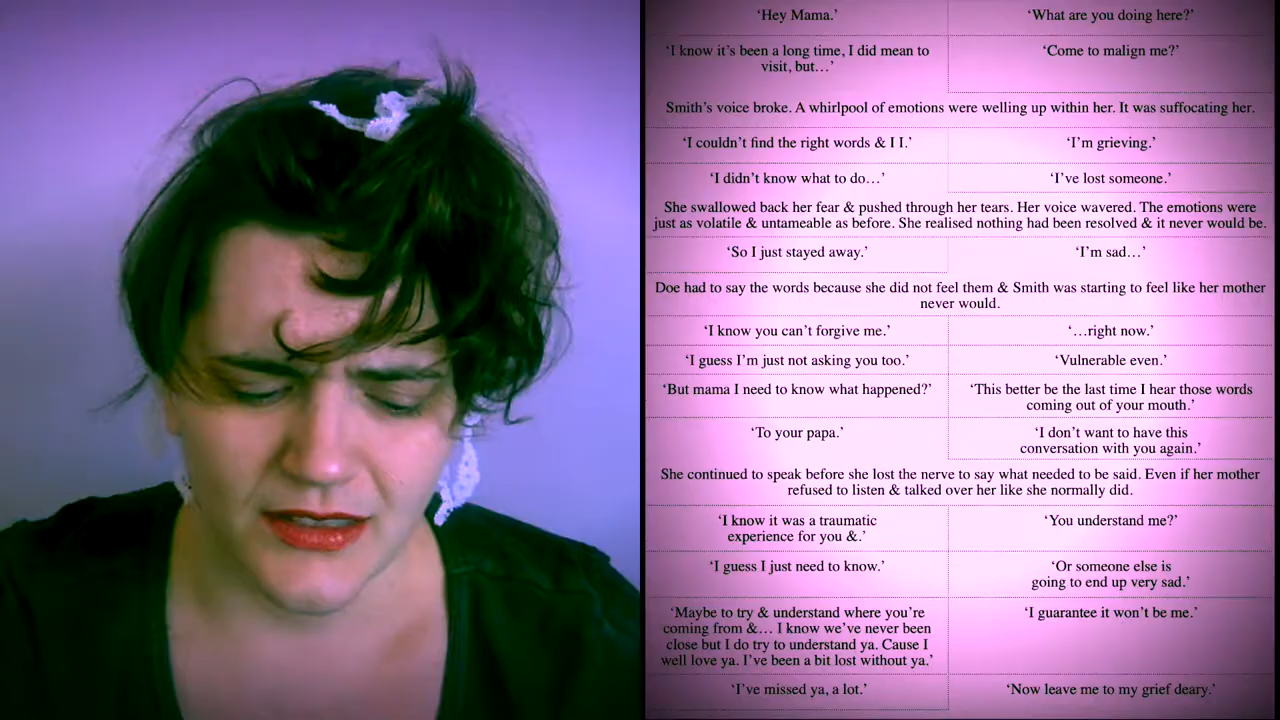 ‘Hey Mama.’
‘What are you doing here?’
‘I know it’s been a long time, I did mean to
visit, but…’
‘Come to malign me?’
Smith’s voice broke. A whirlpool of emotions were welling up within her. It was suffocating her.
‘I couldn’t find the right words & I I.’
‘I’m grieving.’
‘I didn’t know what to do…’
‘I’ve lost someone.’
She swallowed back her fear & pushed through her tears. Her voice wavered. The emotions were
just as volatile & untameable as before. She realised nothing had been resolved & it never would be.
‘So I just stayed away.’
‘I’m sad…’
Doe had to say the words because she did not feel them & Smith was starting to feel like her mother
never would.
‘I know you can’t forgive me.’
‘…right now.’
‘I guess I’m just not asking you too.’
‘Vulnerable even.’
‘But mama I need to know what happened?’
‘This better be the last time I hear those words
coming out of your mouth.’
‘To your papa.’
‘I don’t want to have this
conversation with you again.’
She continued to speak before she lost the nerve to say what needed to be said. Even if her mother
refused to listen & talked over her like she normally did.
‘I know it was a traumatic
experience for you &.’
‘You understand me?’
‘I guess I just need to know.’
‘Or someone else is
going to end up very sad.’
‘Maybe to try & understand where you’re
coming from &… I know we’ve never been
close but I do try to understand ya. Cause I
well love ya. I’ve been a bit lost without ya.’
‘I guarantee it won’t be me.’
‘I’ve missed ya, a lot.’
‘Now leave me to my grief deary.’